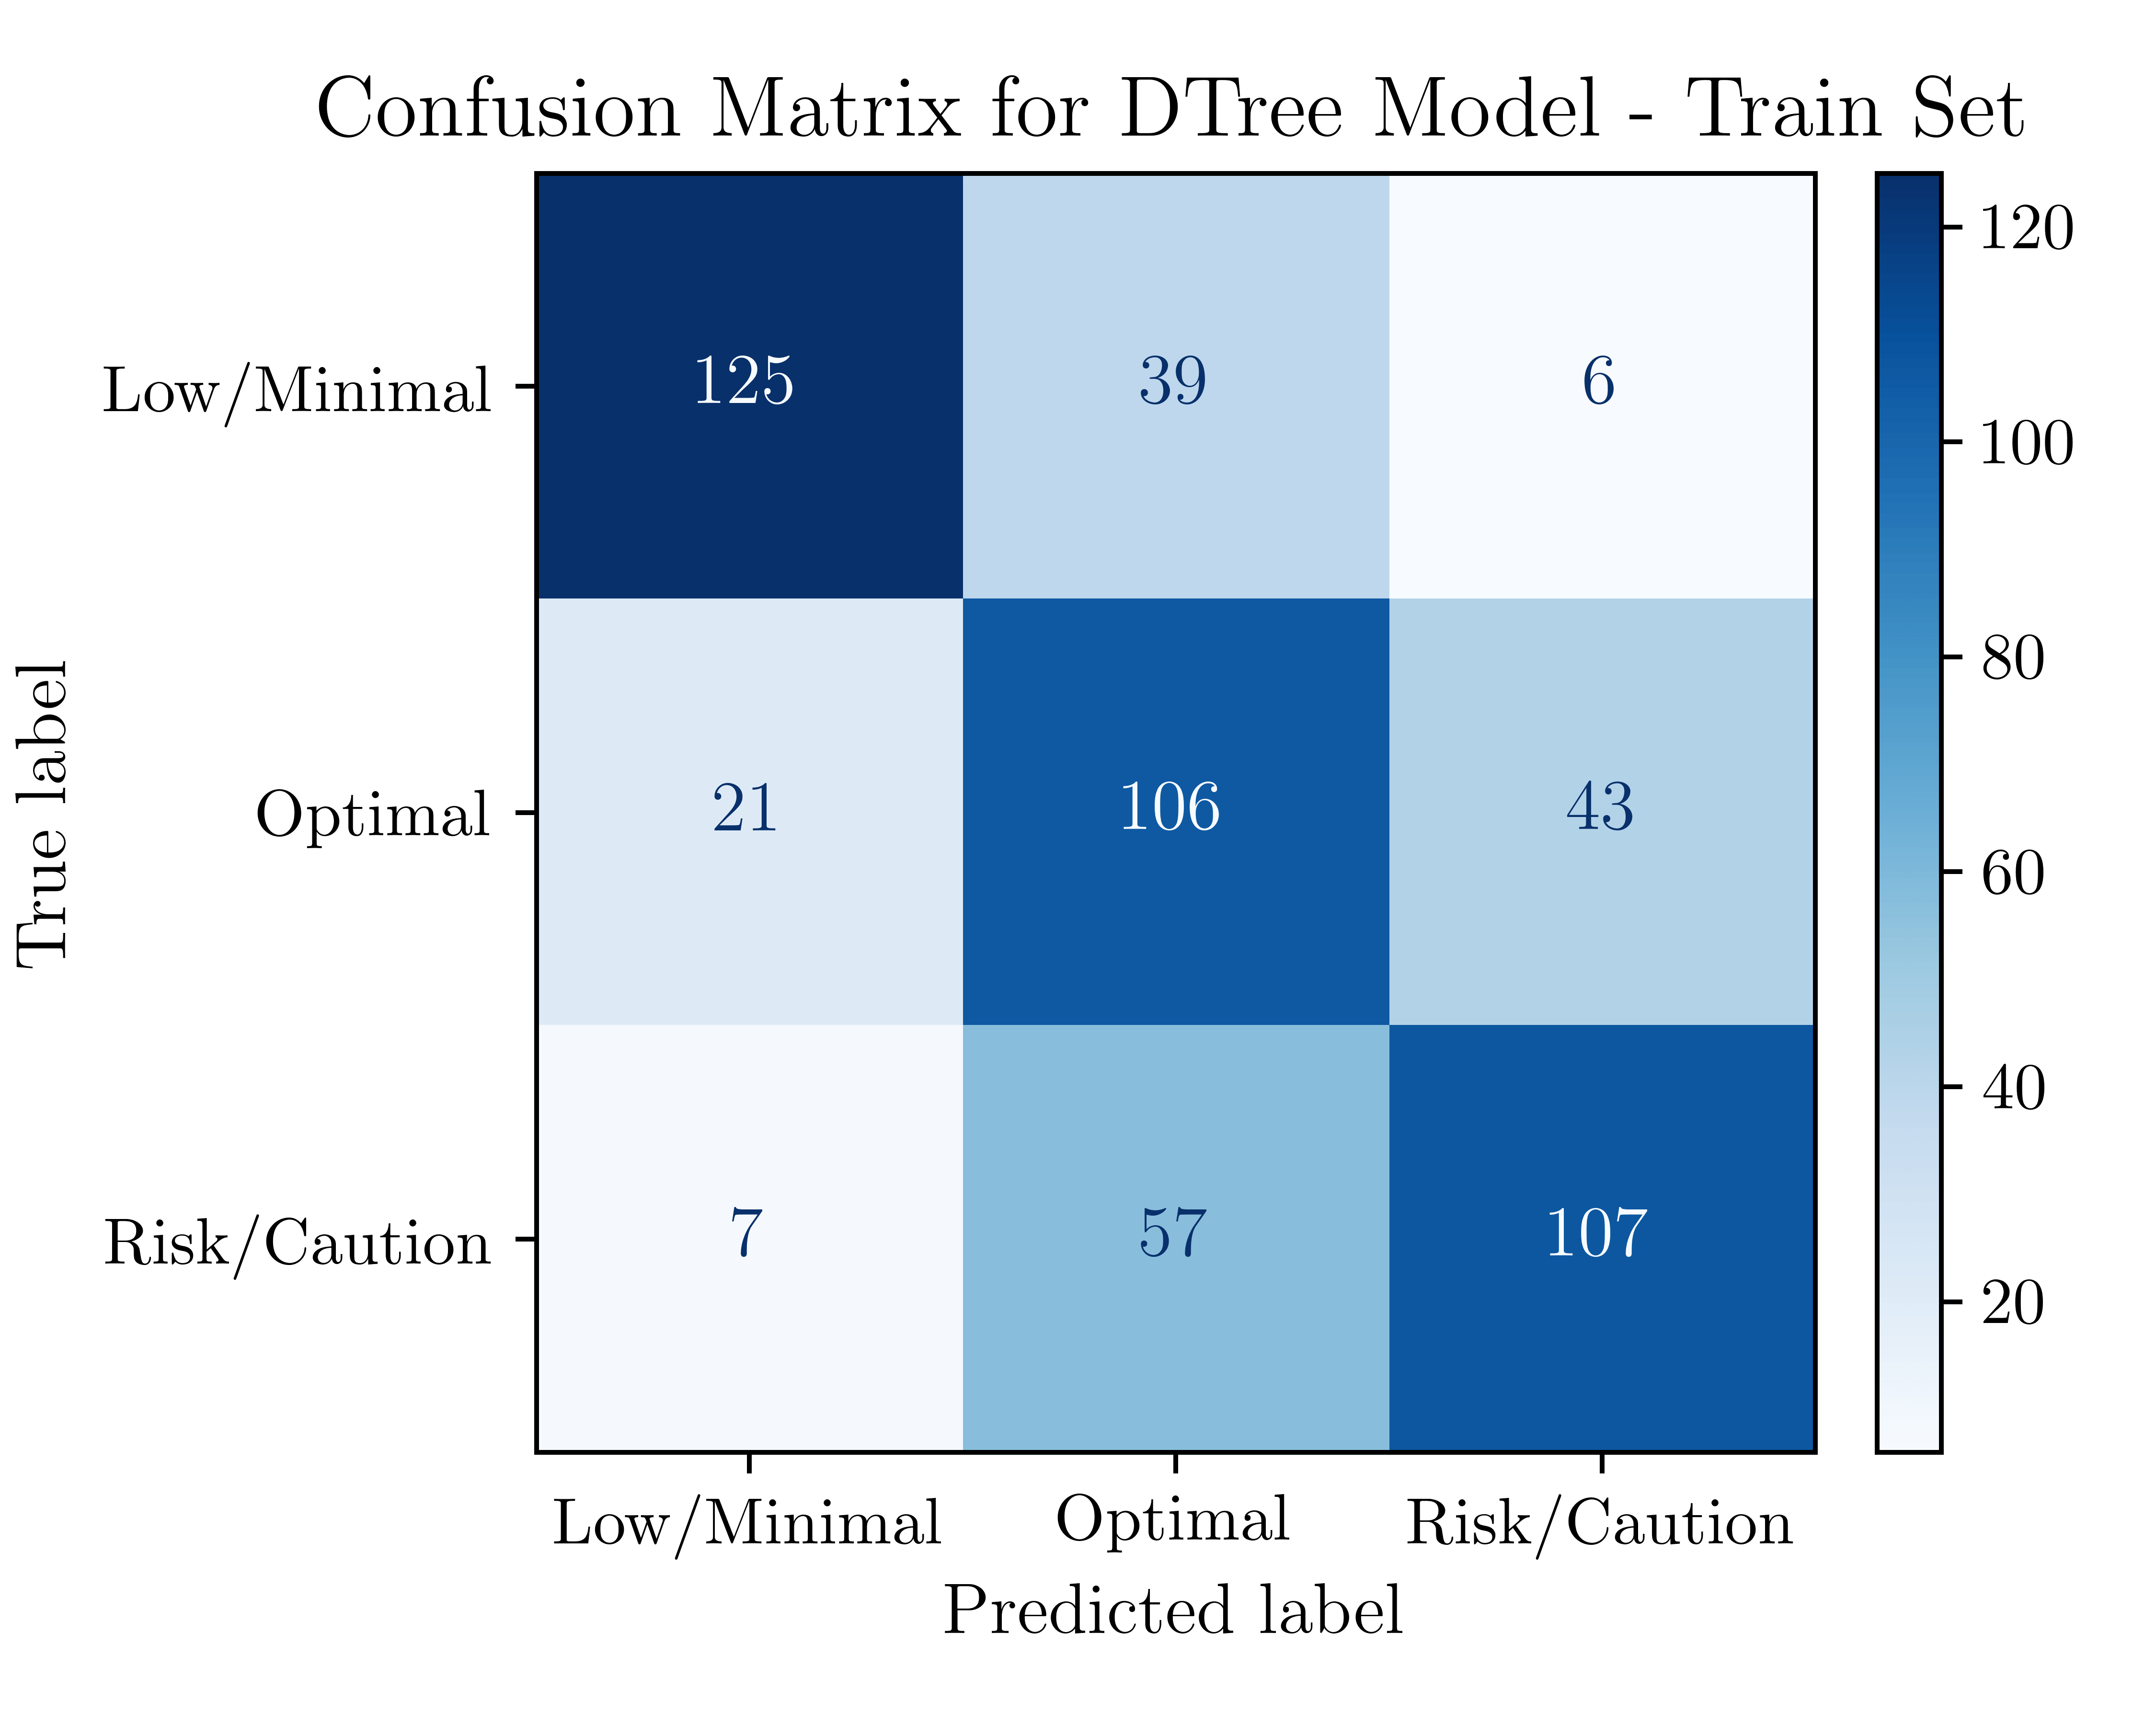 Confusion Matrix for DTree Model - Train Set
True label
Low/Minimal 125 39 6
Optimal 21 106 43
Risk/Caution 7 57 107
Low/Minimal Optimal Risk/Caution
Predicted label
120
100
80
60
40
20